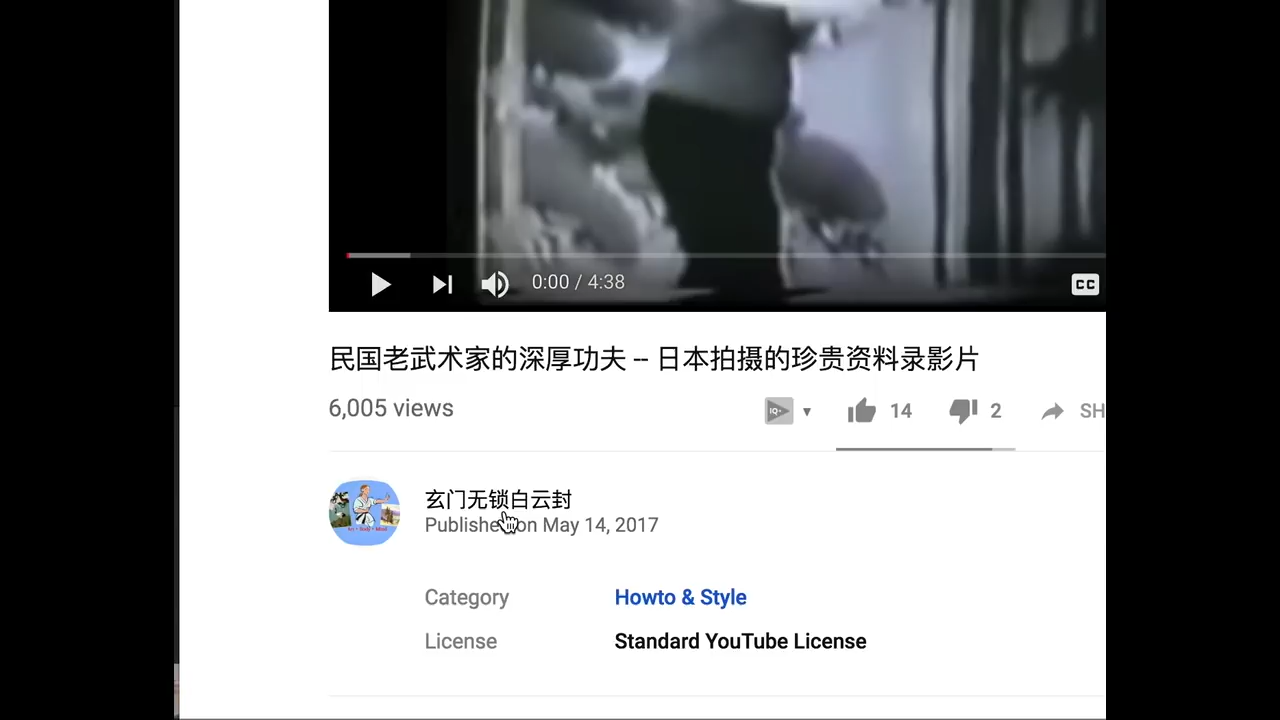 0:00 / 4:38
CC
民国老武术家的深厚功夫 -- 日本拍摄的珍贵资料录影片
6,005 views
IQ
14
2
SH
玄门无锁白云封
Published on May 14, 2017
Category Howto & Style
License Standard YouTube License